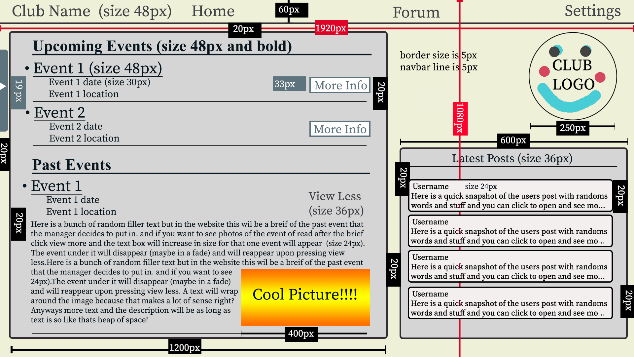 Club Name (size 48px) Home 60px Forum Settings
20px 1920px
Upcoming Events (size 48px and bold)
• Event 1 (size 48px)
Event 1 date (size 30px) 33px More Info
Event 1 location
19 px
20px
• Event 2
Event 2 date More Info
Event 2 location
20px
Past Events
• Event 1
Event 1 date View Less
Event 1 location (size 36px)
20px
Here is a bunch of random filler text but in the website this wil be a breif of the past event that
the manager decides to put in. and if you want to see photos of the event of read after the brief
click view more and the text box will increase in size for that one event will appear (size 24px).
The event under it will disappear (maybe in a fade) and will reappear upon pressing view
less.Here is a bunch of random filler text but in the website this wil be a breif of the past event
that the manager decides to put in. and if you want to see
24px).The event under it will disappear (maybe in a fade)
and will reappear upon pressing view less. A text will wrap
around the image because that makes a lot of sense right?
Anyways more text and the description will be as long as
text is so like thats heap of space'
Cool Picture!!!!
400px
1200px
border size is 5px
navbar line is 5px
CLUB
LOGO
250px
1080px
600px
Latest Posts (size 36px)
20px
Username size 24px
Here is a quick snapshot of the users post with randoms
words and stuff and you can click to open and see mo...
20px
Username
Here is a quick snapshot of the users post with randoms
words and stuff and you can click to open and see mo ..
Username
Here is a quick snapshot of the users post with randoms
words and stuff and you can click to open and see mo ..
20px
Username
Here is a quick snapshot of the users post with randoms
words and stuff and you can click to open and see mo ..
20px